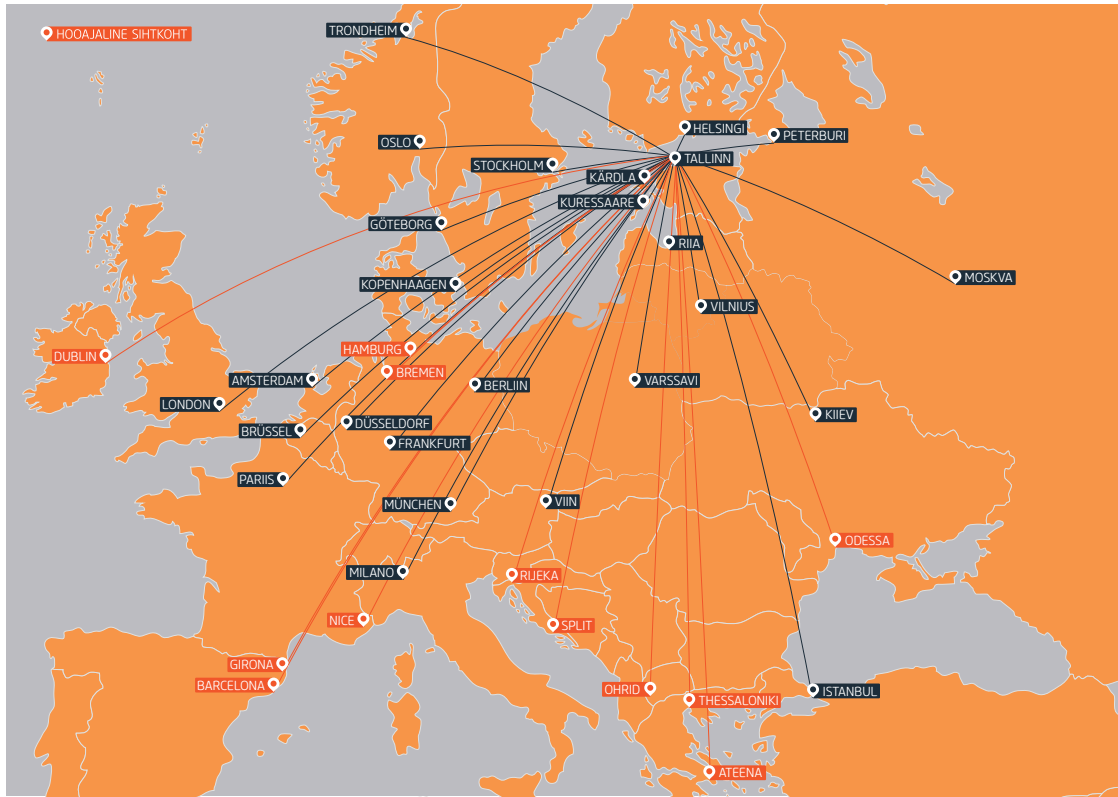 HOOAJALINE SIHTKOHT
TRONDHEIM
HELSINGI
PETERBURI
OSLO
TALLINN
STOCKHOLM
KÄRDLA
KURESSAARE
GÖTEBORG
RIIA
MOSKVA
KOPENHAAGEN
VILNIUS
HAMBURG
DUBLIN
BREMEN
AMSTERDAM
BERLIIN
VARSSAVI
LONDON
KIIEV
DÜSSELDORF
BRÜSSEL
FRANKFURT
PARIIS
MÜNCHEN
VIIN
ODESSA
MILANO
RIJEKA
NICE
SPLIT
GIRONA
BARCELONA
OHRID
ISTANBUL
THESSALONIKI
ATEENA